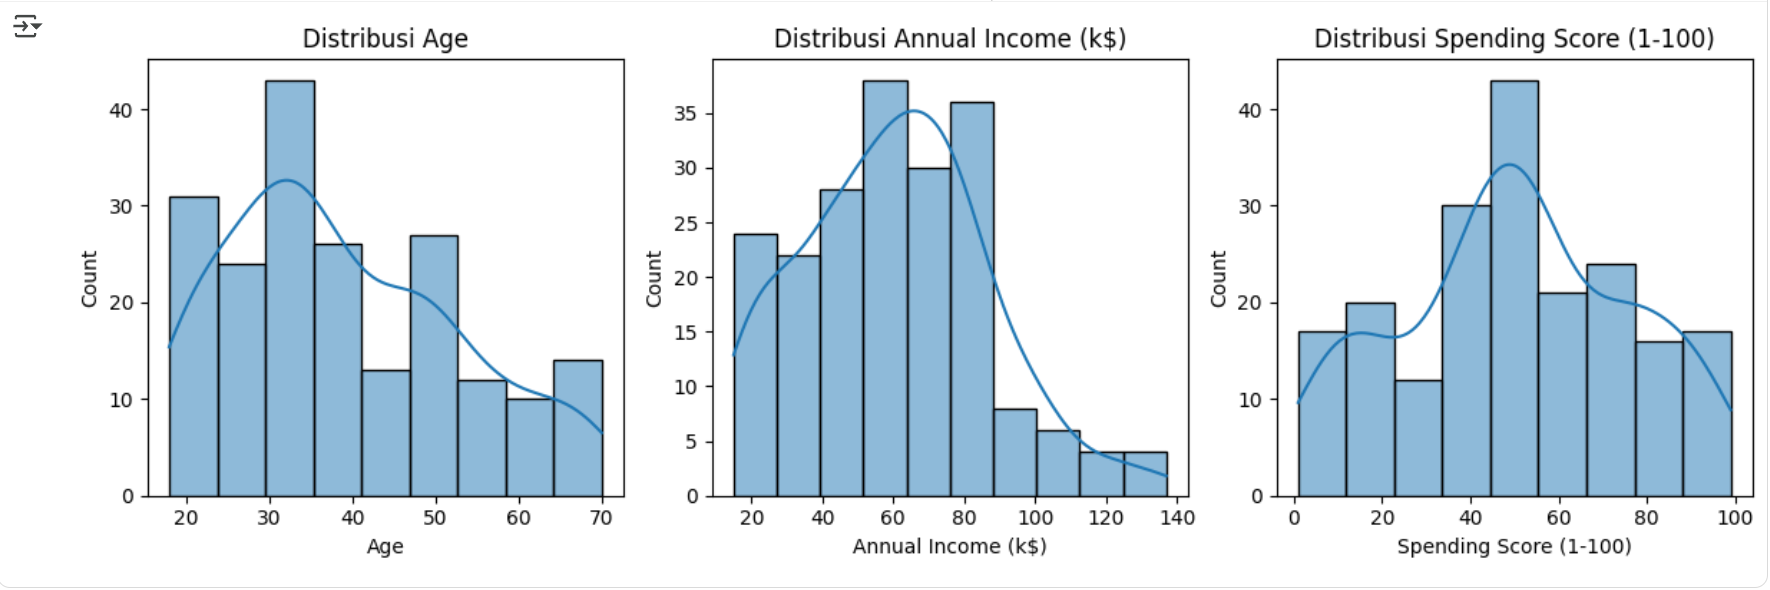 Distribusi Age
Count
40
30
20
10
0
20 30 40 50 60 70
Age
Distribusi Annual Income (k$)
Count
35
30
25
20
15
10
5
0
20 40 60 80 100 120 140
Annual Income (k$)
Distribusi Spending Score (1-100)
Count
40
30
20
10
0
0 20 40 60 80 100
Spending Score (1-100)